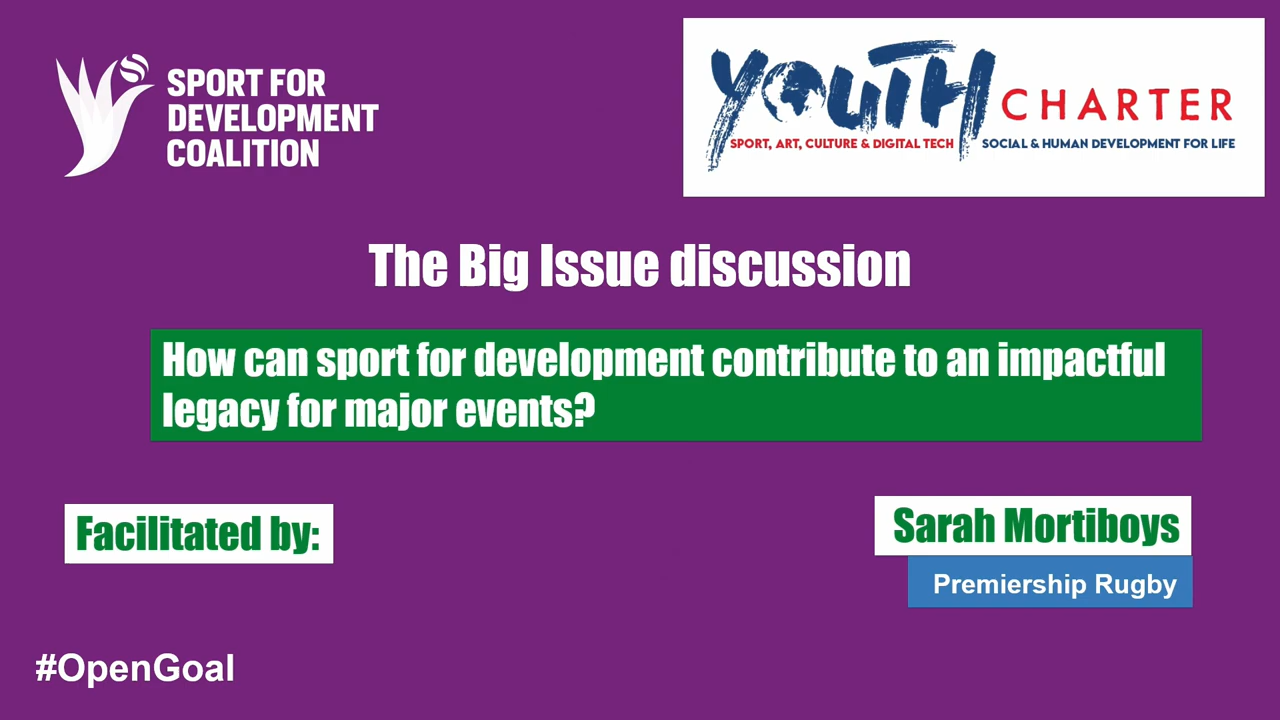 SPORT FOR
DEVELOPMENT
COALITION
YOUTH CHARTER
SPORT, ART, CULTURE & DIGITAL TECH SOCIAL & HUMAN DEVELOPMENT FOR LIFE
The Big Issue discussion
How can sport for development contribute to an impactful
legacy for major events?
Facilitated by:
Sarah Mortiboys
Premiership Rugby
#OpenGoal